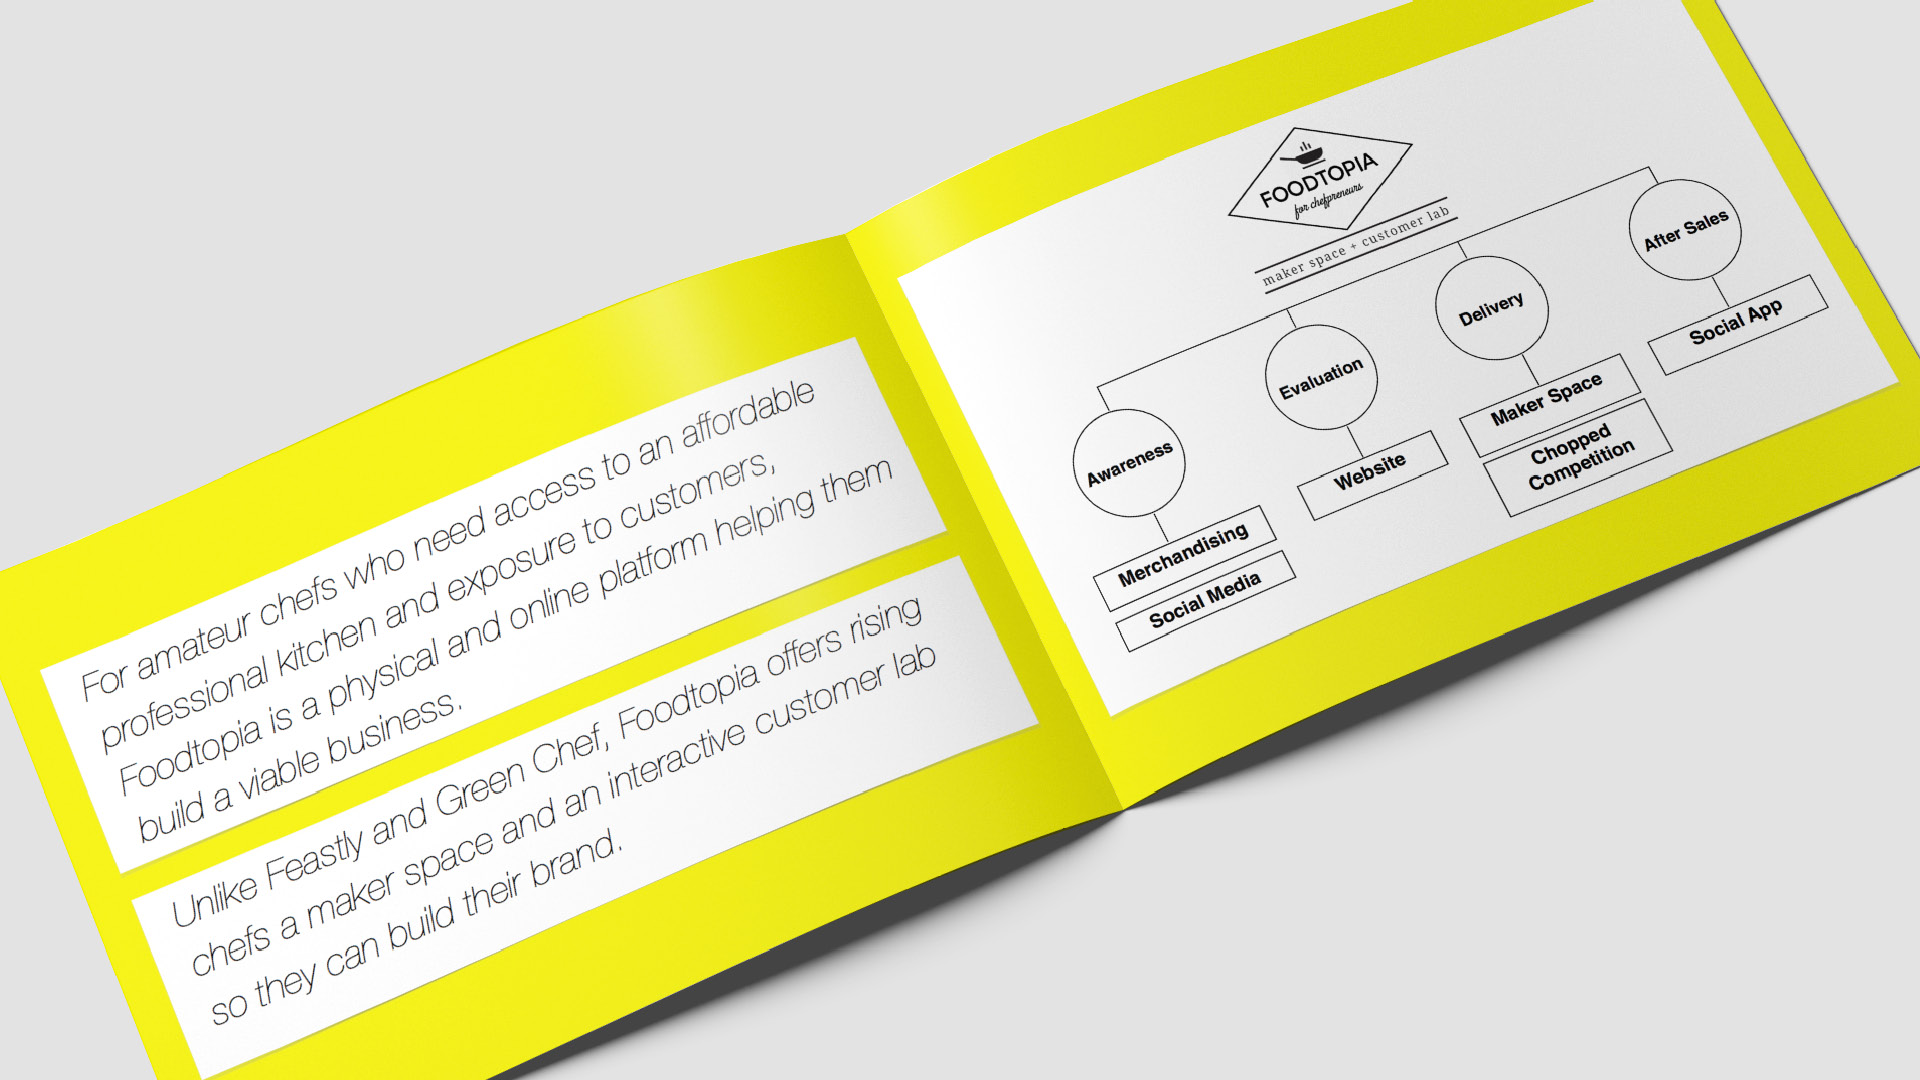 For amateur chefs who need access to an affordable
professional kitchen and exposure to customers,
Foodtopia is a physical and online platform helping them
build a viable business.
Unlike Feastly and Green Chef, Foodtopia offers rising
chefs a maker space and an interactive customer lab
so they can build their brand.
FOODTOPIA
for chefpreneurs
maker space + customer lab
Awareness
Merchandising
Social Media
Evaluation
Website
Delivery
Maker Space
Chopped
Competition
After Sales
Social App